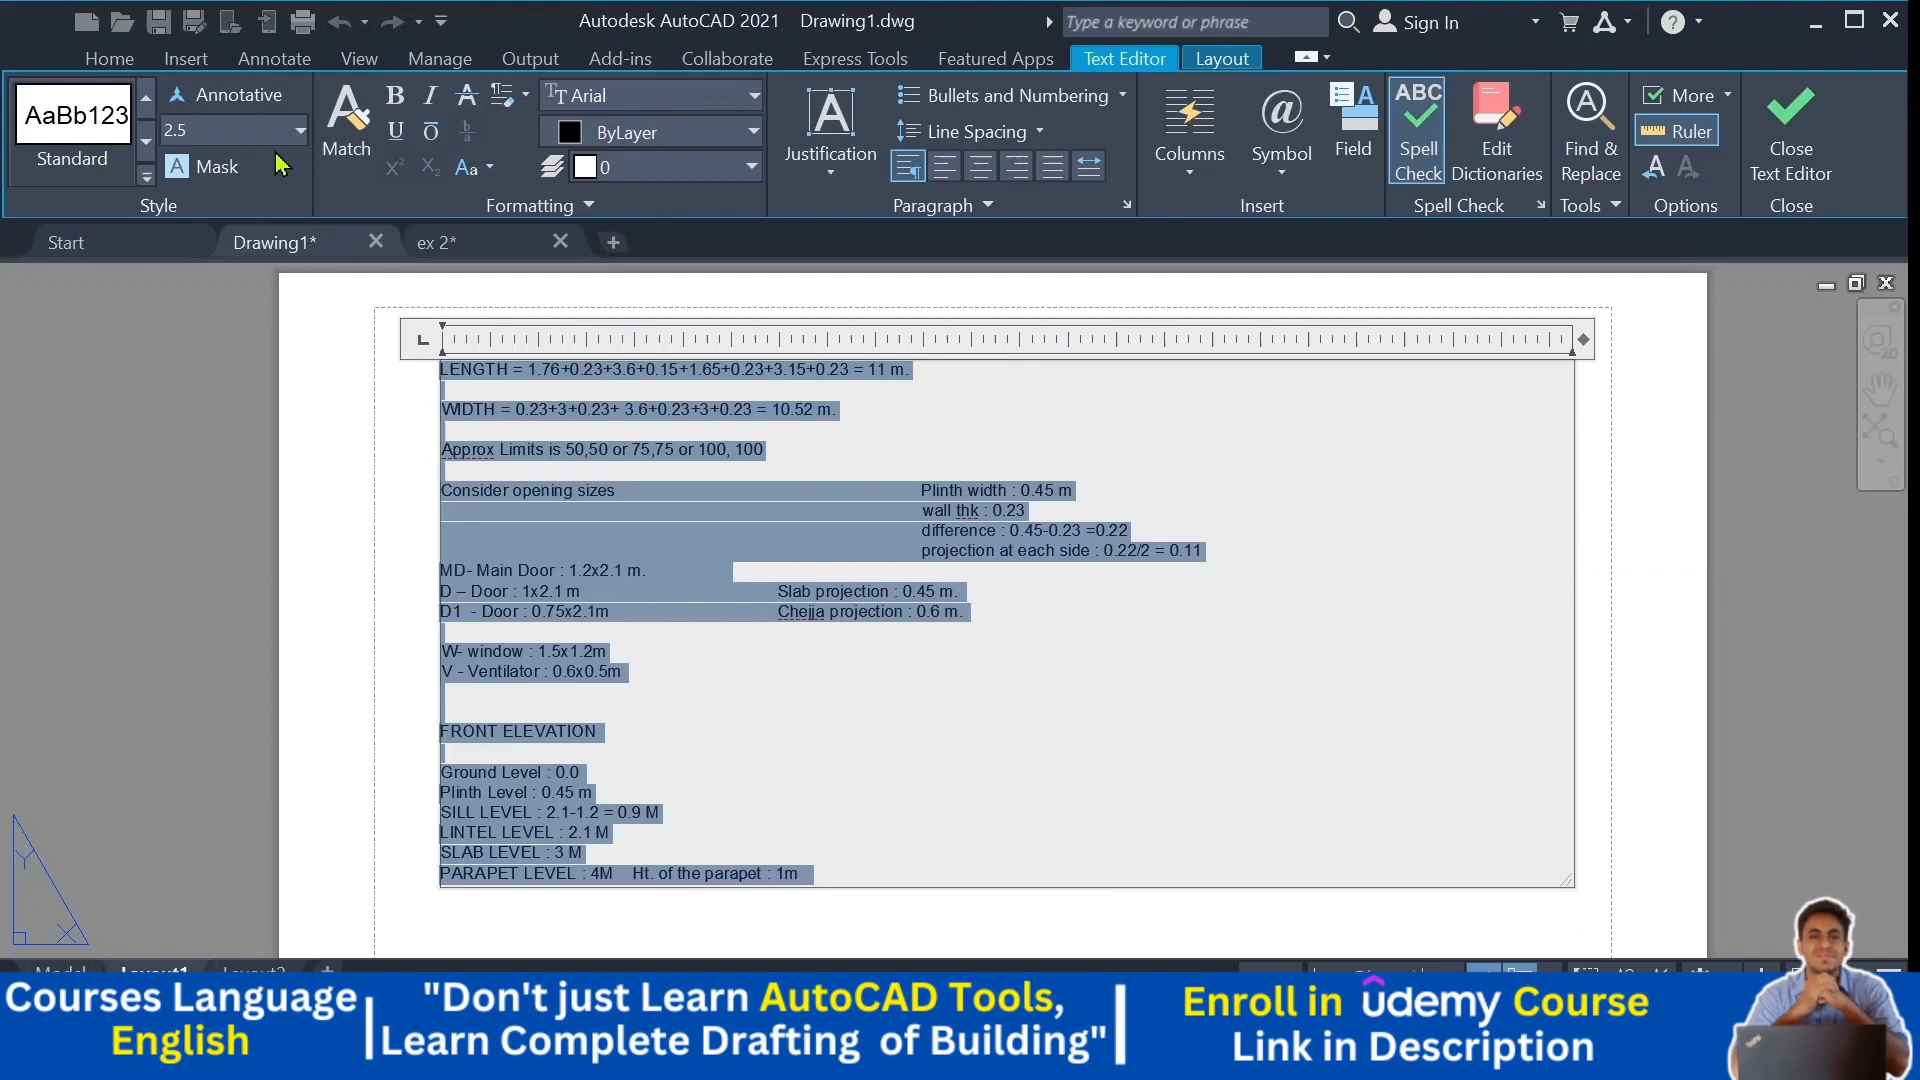 Autodesk AutoCAD 2021 Drawing1.dwg
Type a keyword or phrase
Sign In
Home Insert Annotate View Manage Output Add-ins Collaborate Express Tools Featured Apps Text Editor Layout
AaBb123
Standard
Annotative
2.5
Mask
Style
Match
Arial
ByLayer
0
Formatting
Justification
Bullets and Numbering
Line Spacing
Paragraph
Columns
Symbol
Field
Insert
ABC
Spell
Check
Edit
Dictionaries
Spell Check
Find &
Replace
Tools
More
Ruler
Options
Close
Text Editor
Close
Start Drawing1* ex 2*
LENGTH = 1.76+0.23+3.6+0.15+1.65+0.23+3.15+0.23 = 11 m.
WIDTH = 0.23+3+0.23+ 3.6+0.23+3+0.23 = 10.52 m.
Approx Limits is 50,50 or 75,75 or 100, 100
Consider opening sizes Plinth width : 0.45 m
wall thk : 0.23
difference : 0.45-0.23 =0.22
projection at each side : 0.22/2 = 0.11
MD- Main Door : 1.2x2.1 m.
D – Door : 1x2.1 m Slab projection : 0.45 m.
D1 - Door : 0.75x2.1m Chejja projection : 0.6 m.
W- window : 1.5x1.2m
V - Ventilator : 0.6x0.5m
FRONT ELEVATION
Ground Level : 0.0
Plinth Level : 0.45 m
SILL LEVEL : 2.1-1.2 = 0.9 M
LINTEL LEVEL : 2.1 M
SLAB LEVEL : 3 M
PARAPET LEVEL : 4M Ht. of the parapet : 1m
Y
X
Model Layout1 Layout2
Courses Language
English
"Don't just Learn AutoCAD Tools,
Learn Complete Drafting of Building"
Enroll in udemy Course
Link in Description